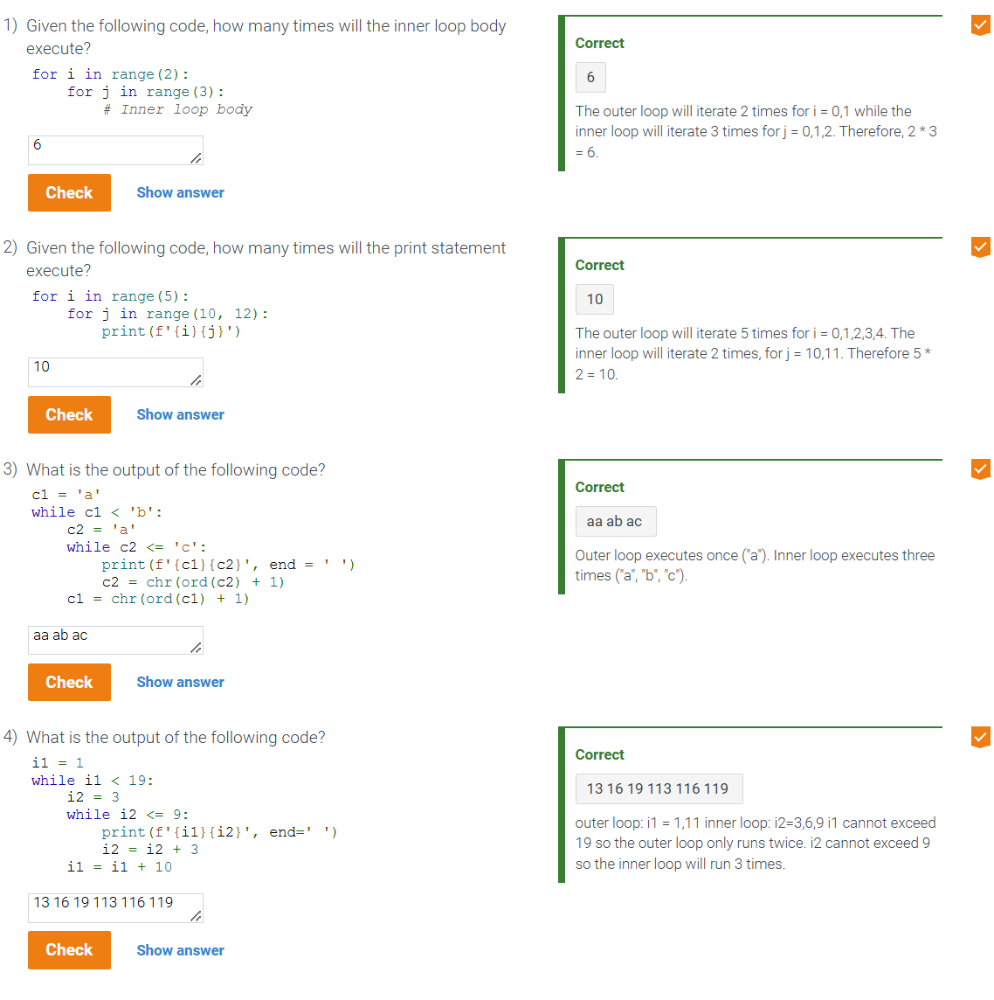 1) Given the following code, how many times will the inner loop body
execute?
for i in range(2):
    for j in range(3):
        # Inner loop body
6
Check Show answer
Correct
6
The outer loop will iterate 2 times for i = 0,1 while the
inner loop will iterate 3 times for j = 0,1,2. Therefore, 2 * 3
= 6.
2) Given the following code, how many times will the print statement
execute?
for i in range(5):
    for j in range(10, 12):
        print(f'{i}{j}')
10
Check Show answer
Correct
10
The outer loop will iterate 5 times for i = 0,1,2,3,4. The
inner loop will iterate 2 times, for j = 10,11. Therefore 5 *
2 = 10.
3) What is the output of the following code?
c1 = 'a'
while c1 < 'b':
    c2 = 'a'
    while c2 <= 'c':
        print(f'{c1}{c2}', end = ' ')
        c2 = chr(ord(c2) + 1)
    c1 = chr(ord(c1) + 1)
aa ab ac
Check Show answer
Correct
aa ab ac
Outer loop executes once ("a"). Inner loop executes three
times ("a", "b", "c").
4) What is the output of the following code?
i1 = 1
while i1 < 19:
    i2 = 3
    while i2 <= 9:
        print(f'{i1}{i2}', end=' ')
        i2 = i2 + 3
    i1 = i1 + 10
13 16 19 113 116 119
Check Show answer
Correct
13 16 19 113 116 119
outer loop: i1 = 1,11 inner loop: i2=3,6,9 i1 cannot exceed
19 so the outer loop only runs twice. i2 cannot exceed 9
so the inner loop will run 3 times.